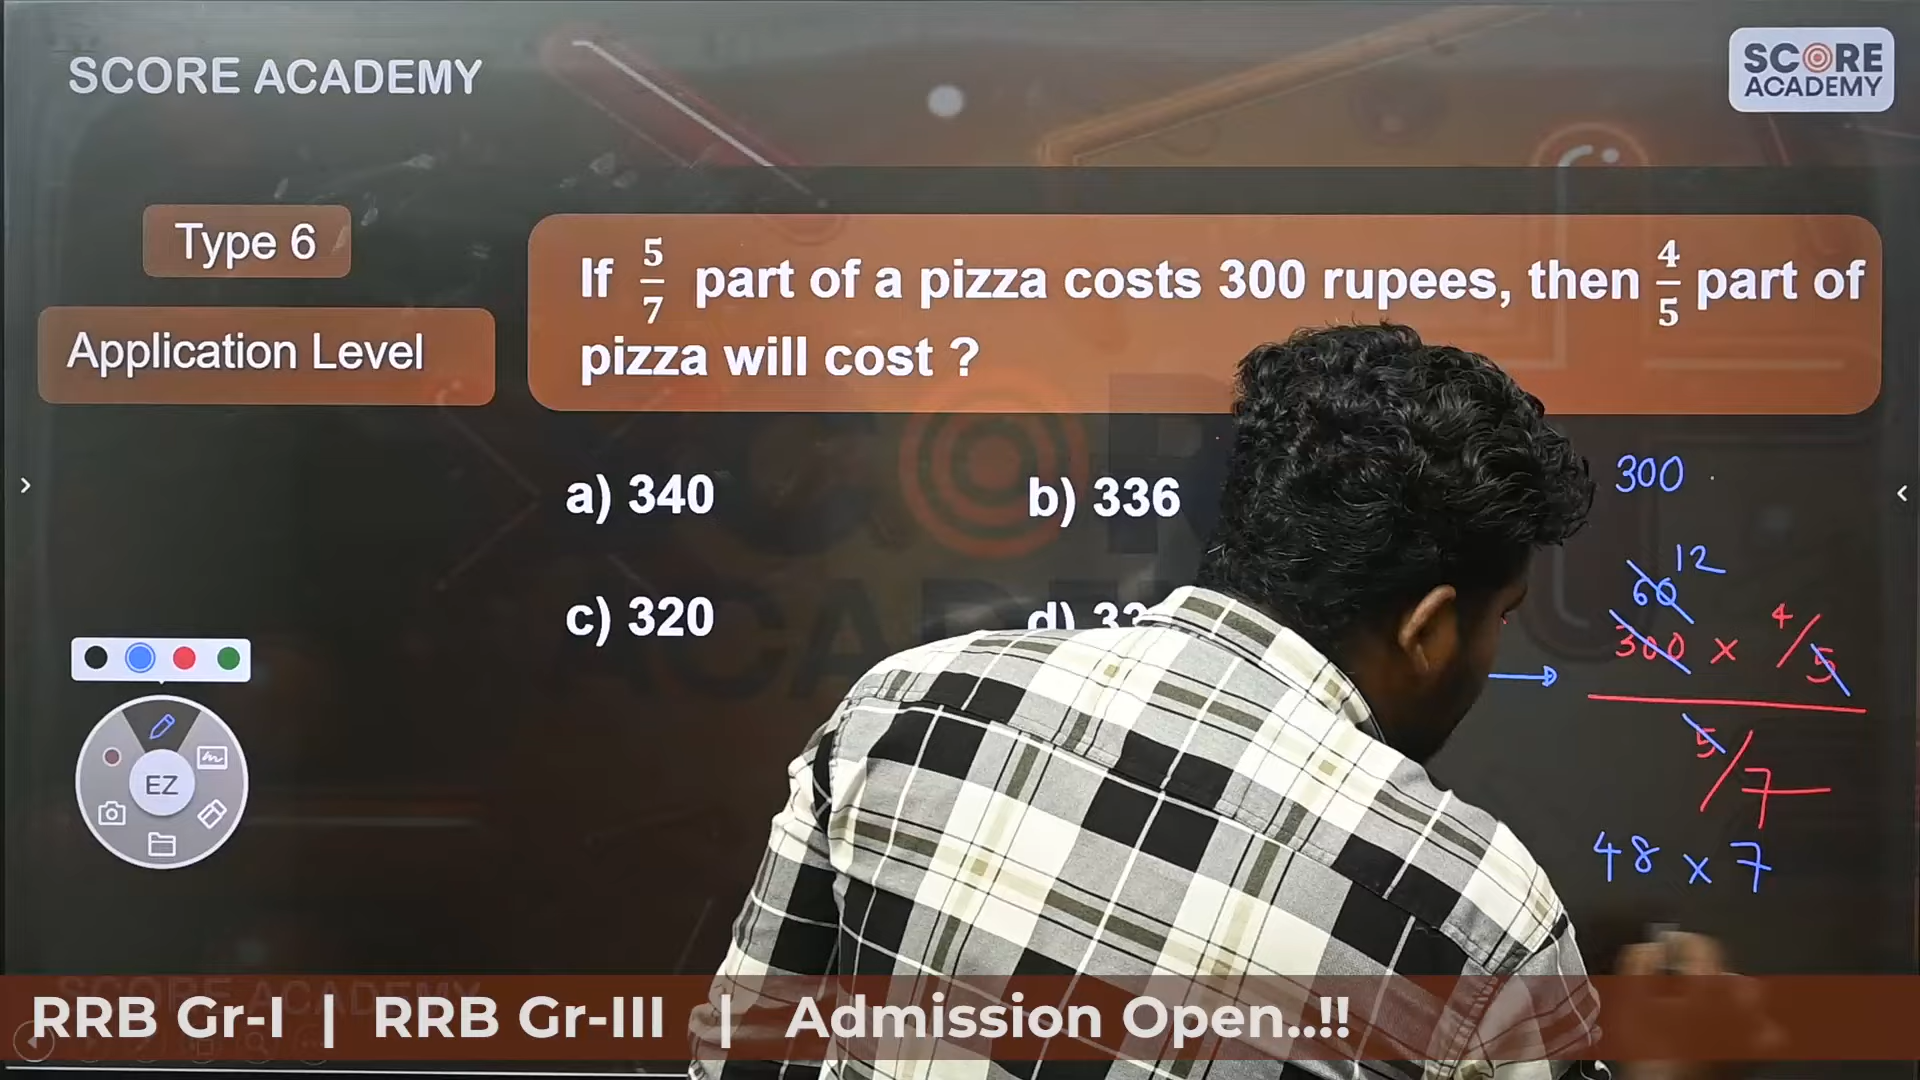 SCORE ACADEMY
SCORE
ACADEMY
Type 6
Application Level
If 5/7 part of a pizza costs 300 rupees, then 4/5 part of
pizza will cost ?
a) 340
b) 336
c) 320
d)
300
12
60
300 x 4/5
5/7
48 x 7
EZ
RRB Gr-I | RRB Gr-III | Admission Open..!!